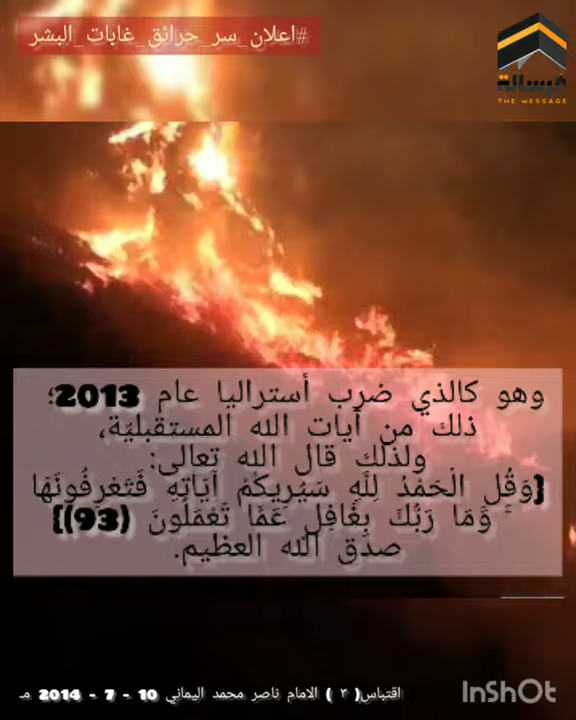 #اعلان_سر_حرائق_غابات_البشر
الرسالة
THE MESSAGE
وهو كالذي ضرب أستراليا عام 2013؛
ذلك من آيات الله المستقبليّة،
ولذلك قال الله تعالى:
{وَقُلِ الْحَمْدُ لِلَّهِ سَيُرِيكُمْ آيَاتِهِ فَتَعْرِفُونَهَا
ۚ وَمَا رَبُّكَ بِغَافِلٍ عَمَّا تَعْمَلُونَ (93)}
صدق الله العظيم.
اقتباس( ٣ ) الامام ناصر محمد اليماني 10 - 7 - 2014 مـ
InShOt